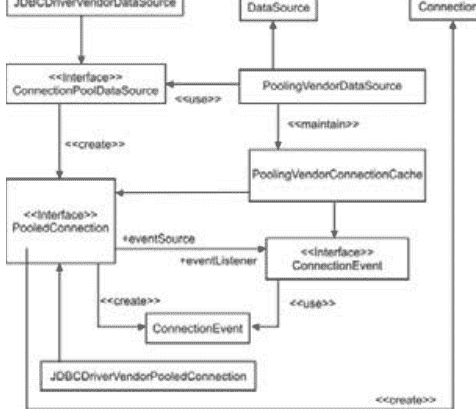 JDBCDriverVendorDataSource
DataSource
Connection
<<Interface>>
ConnectionPoolDataSource
<<use>>
PoolingVendorDataSource
<<maintain>>
<<create>>
PoolingVendorConnectionCache
<<Interface>>
PooledConnection
+eventSource
+eventListener
<<Interface>>
ConnectionEvent
<<create>>
<<use>>
ConnectionEvent
JDBCDriverVendorPooledConnection
<<create>>